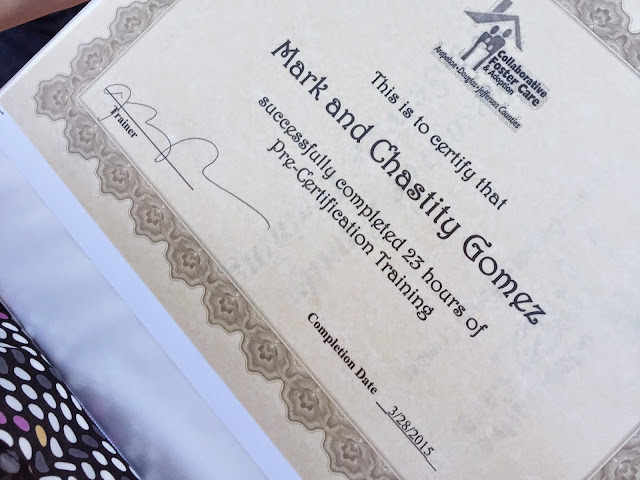 Collaborative
Foster Care
& Adoption
Arapahoe • Douglas • Jefferson Counties
This is to certify that
Mark and Chastity Gomez
successfully completed 23 hours of
Pre-Certification Training
Trainer
Completion Date 3/28/2015